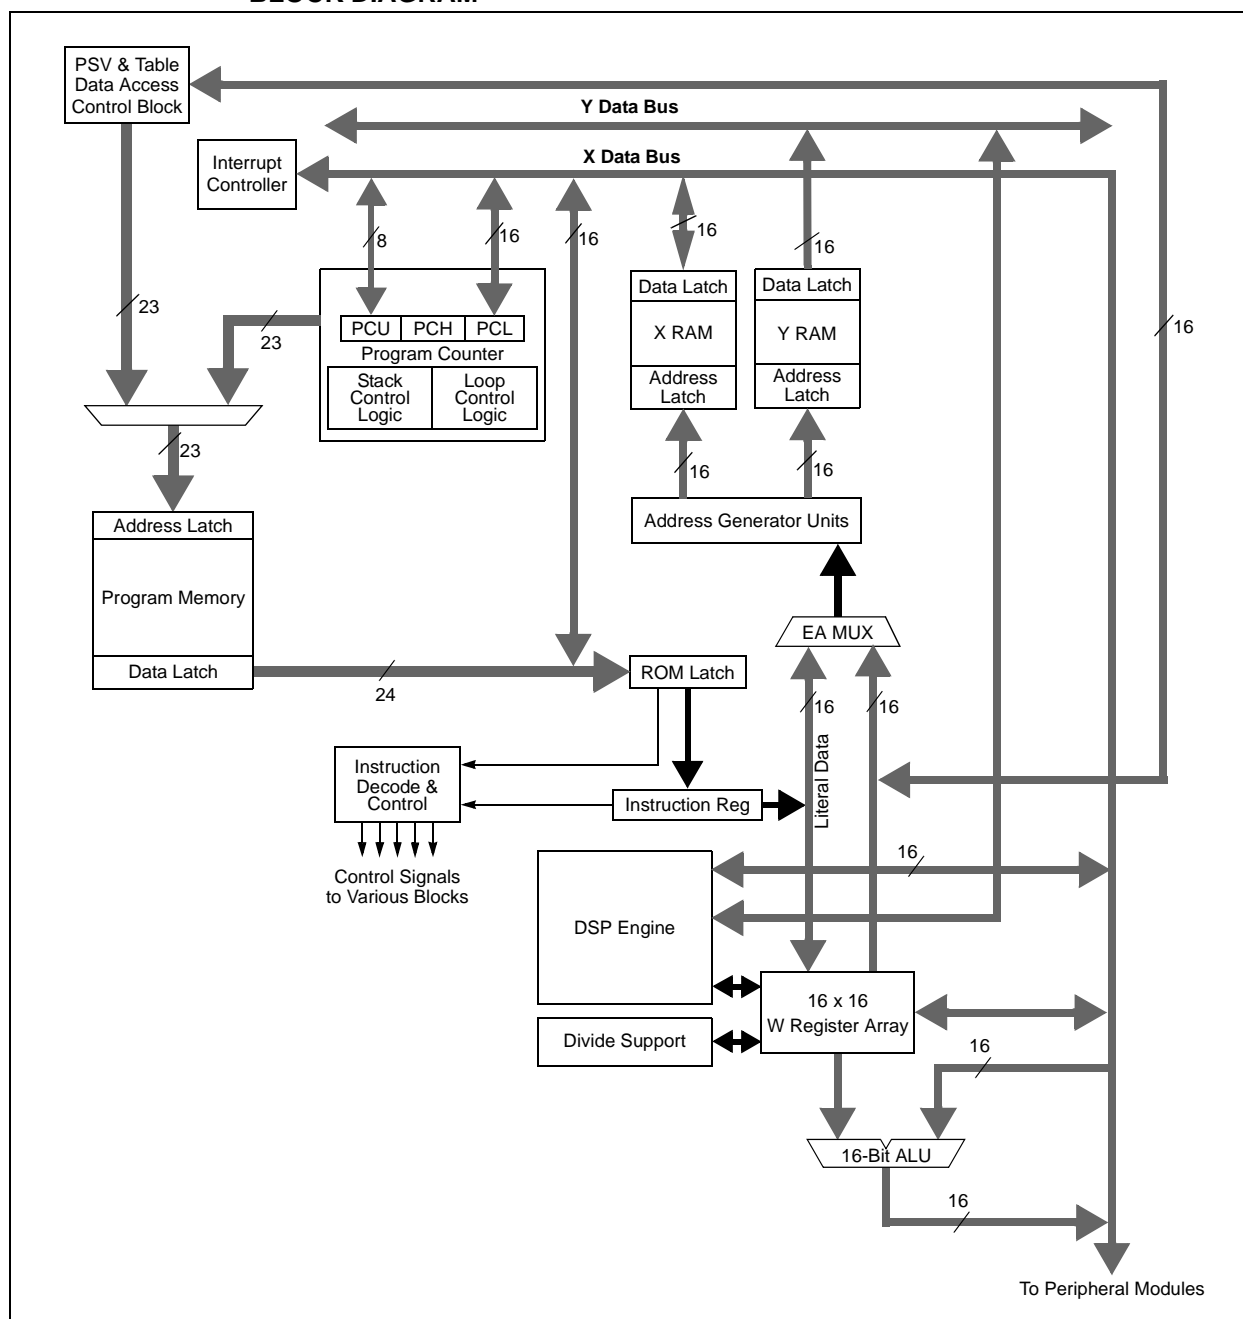 BLOCK DIAGRAM
PSV & Table
Data Access
Control Block
Y Data Bus
Interrupt
Controller
X Data Bus
8
16
16
16
16
16
23
23
PCU PCH PCL
Program Counter
Stack
Control
Logic
Loop
Control
Logic
Data Latch
X RAM
Address
Latch
Data Latch
Y RAM
Address
Latch
23
16
16
Address Generator Units
Address Latch
Program Memory
Data Latch
24
EA MUX
ROM Latch
16
16
Literal Data
Instruction
Decode &
Control
Instruction Reg
Control Signals
to Various Blocks
16
DSP Engine
16 x 16
W Register Array
Divide Support
16
16-Bit ALU
16
To Peripheral Modules